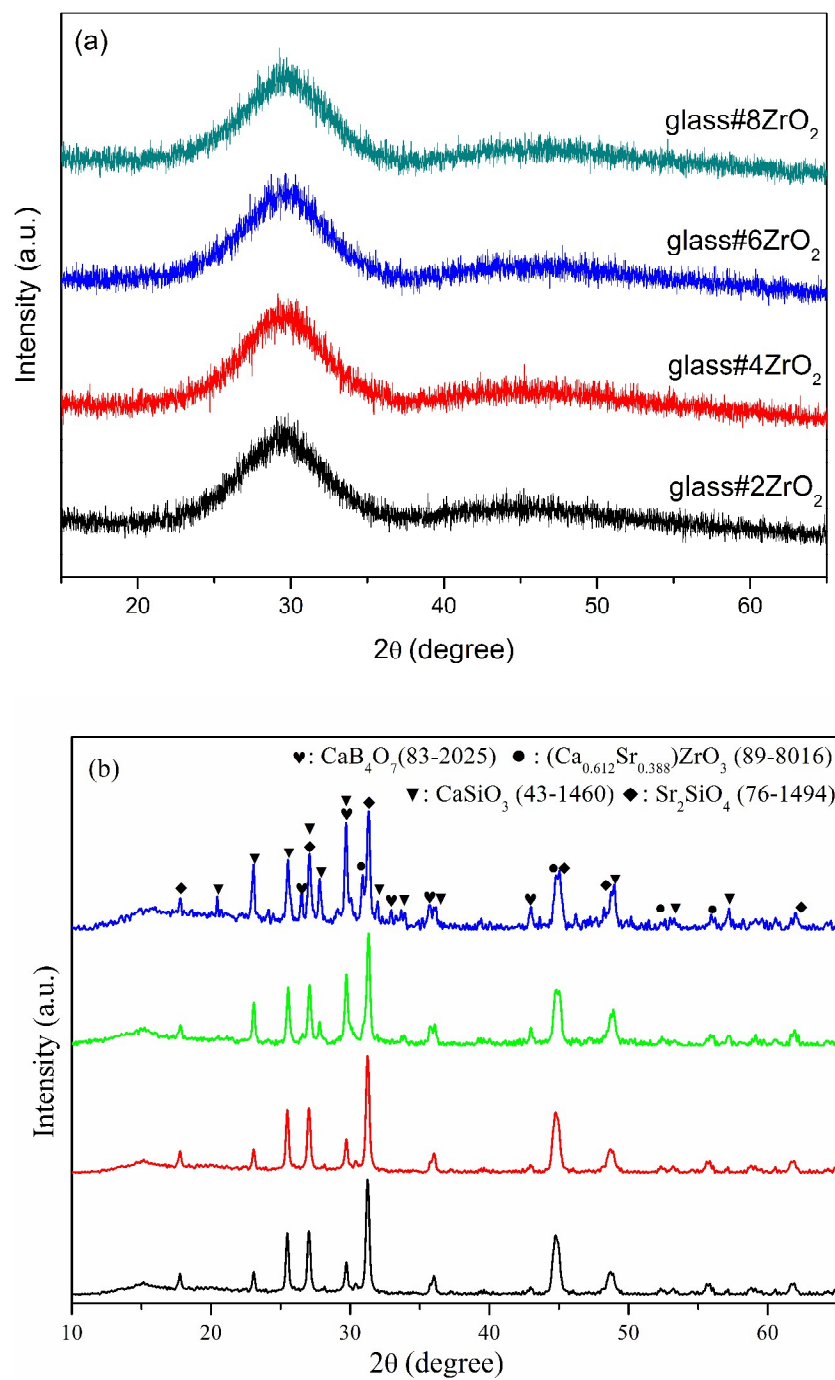 (a)
glass#8ZrO₂
glass#6ZrO₂
glass#4ZrO₂
glass#2ZrO₂
Intensity (a.u.)
20 30 40 50 60
2θ (degree)
(b)
♥: CaB₄O₇(83-2025) ●: (Ca₀.₆₁₂Sr₀.₃₈₈)ZrO₃ (89-8016)
▼: CaSiO₃ (43-1460) ◆: Sr₂SiO₄ (76-1494)
Intensity (a.u.)
10 20 30 40 50 60
2θ (degree)